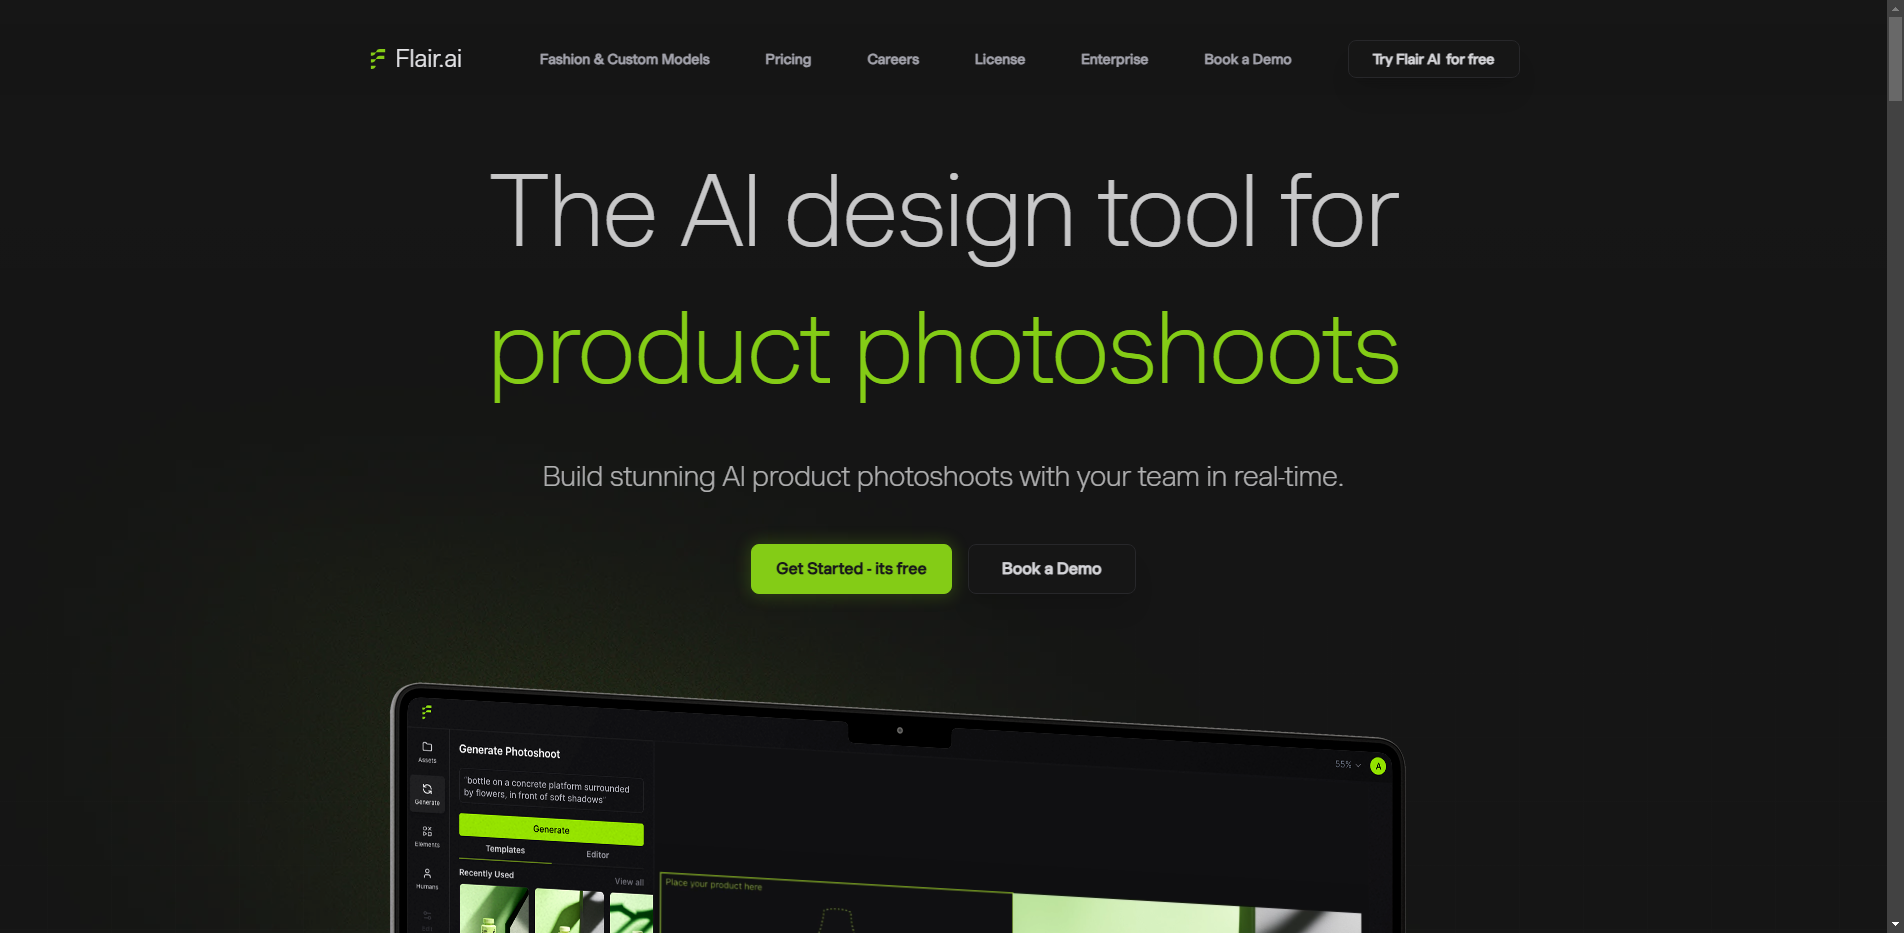 Flair.ai
Fashion & Custom Models
Pricing
Careers
License
Enterprise
Book a Demo
Try Flair AI for free
The AI design tool for
product photoshoots
Build stunning AI product photoshoots with your team in real-time.
Get Started - its free
Book a Demo
Assets
Generate
Elements
Humans
Generate Photoshoot
"bottle on a concrete platform surrounded
by flowers, in front of soft shadows"
Generate
Templates
Editor
Recently Used
View all
55%
A
Place your product here